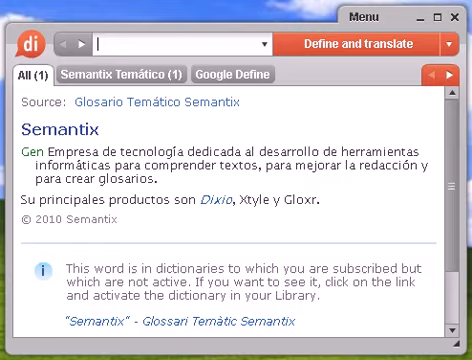 Menu
di
Define and translate
All (1)
Semantix Temático (1)
Google Define
Source: Glosario Temático Semantix
Semantix
Gen Empresa de tecnología dedicada al desarrollo de herramientas
informáticas para comprender textos, para mejorar la redacción y
para crear glosarios.
Su principales productos son Dixio, Xtyle y Gloxr.
© 2010 Semantix
i
This word is in dictionaries to which you are subscribed but
which are not active. If you want to see it, click on the link
and activate the dictionary in your Library.
"Semantix" - Glossari Temàtic Semantix